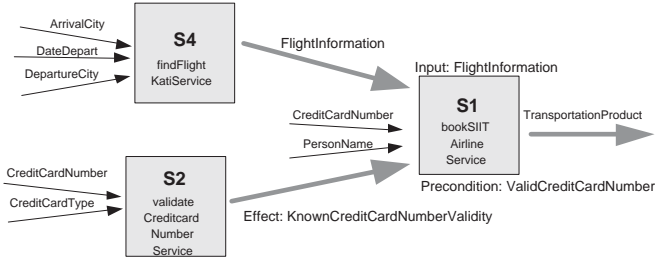 ArrivalCity
DateDepart
DepartureCity
S4
findFlight
KatiService
FlightInformation
Input: FlightInformation
CreditCardNumber
PersonName
S1
bookSIIT
Airline
Service
TransportationProduct
Precondition: ValidCreditCardNumber
CreditCardNumber
CreditCardType
S2
validate
Creditcard
Number
Service
Effect: KnownCreditCardNumberValidity